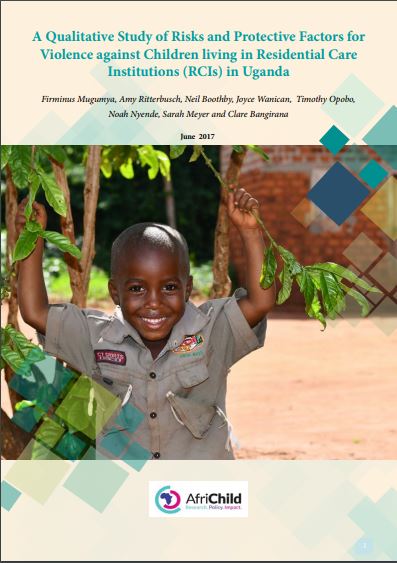 A Qualitative Study of Risks and Protective Factors for
Violence against Children living in Residential Care
Institutions (RCIs) in Uganda
Firminus Mugumya, Amy Ritterbusch, Neil Boothby, Joyce Wanican, Timothy Opobo,
Noah Nyende, Sarah Meyer and Clare Bangirana
June 2017
AfriChild
Research. Policy. Impact.